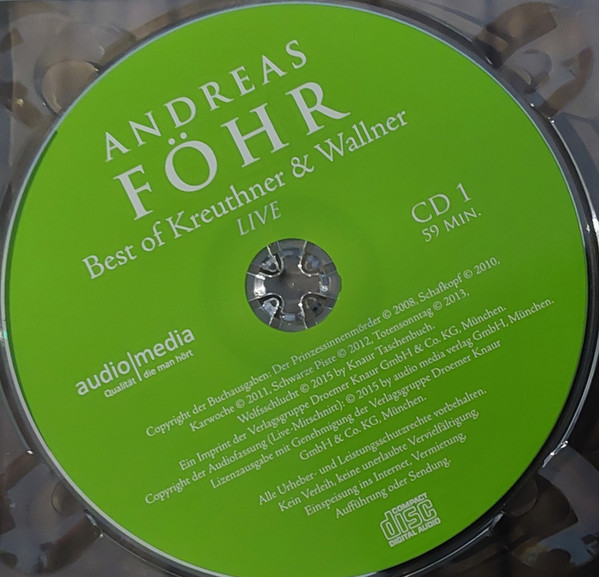 ANDREAS
FÖHR
Best of Kreuthner & Wallner
LIVE
CD 1
59 MIN.
audio|media
Qualität | die man hört
Copyright der Buchausgaben: Der Prinzessinnenmörder © 2008, Schafkopf © 2010,
Karwoche © 2011, Schwarze Piste © 2012, Totensonntag © 2013,
Wolfsschlucht © 2015 by Knaur Taschenbuch.
Ein Imprint der Verlagsgruppe Droemer Knaur GmbH & Co. KG, München.
Copyright der Audiofassung (Live-Mitschnitt): © 2015 by audio media verlag GmbH, München.
Lizenzausgabe mit Genehmigung der Verlagsgruppe Droemer Knaur
GmbH & Co. KG, München.
Alle Urheber- und Leistungsschutzrechte vorbehalten.
Kein Verleih, keine unerlaubte Vervielfältigung,
Einspeisung ins Internet, Vermietung,
Aufführung oder Sendung.
COMPACT
disc
DIGITAL AUDIO